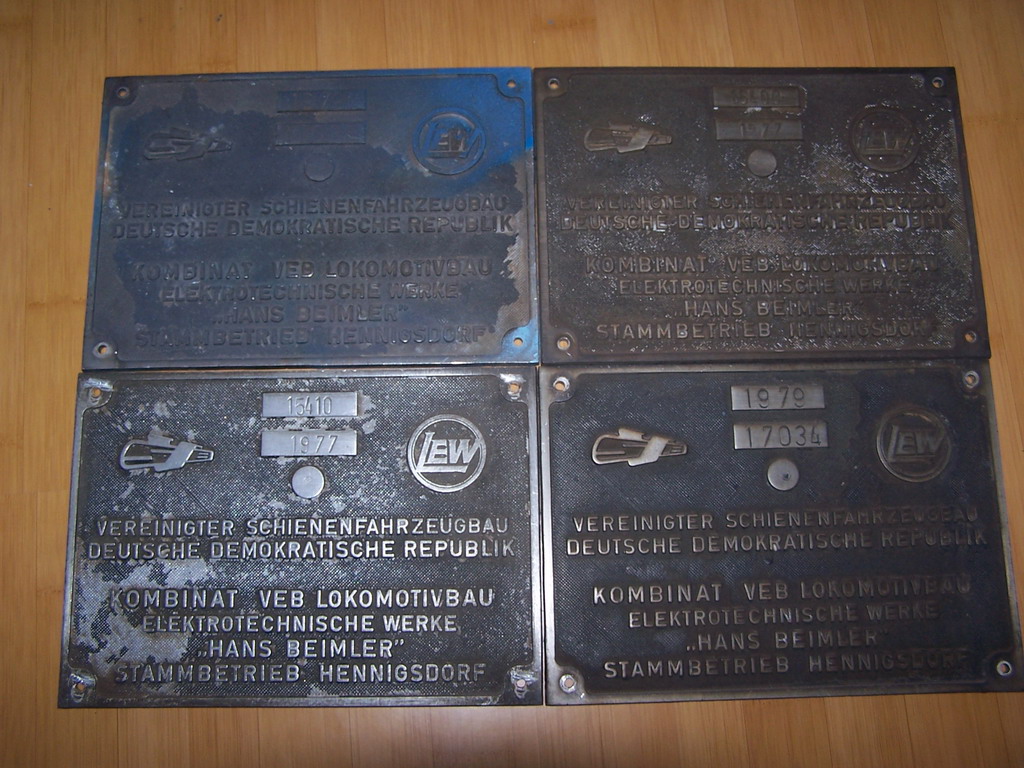 LEW
VEREINIGTER SCHIENENFAHRZEUGBAU
DEUTSCHE DEMOKRATISCHE REPUBLIK
KOMBINAT VEB LOKOMOTIVBAU
ELEKTROTECHNISCHE WERKE
„HANS BEIMLER"
STAMMBETRIEB HENNIGSDORF
1977
LEW
VEREINIGTER SCHIENENFAHRZEUGBAU
DEUTSCHE DEMOKRATISCHE REPUBLIK
KOMBINAT VEB LOKOMOTIVBAU
ELEKTROTECHNISCHE WERKE
„HANS BEIMLER"
STAMMBETRIEB HENNIGSDORF
15410
1977
LEW
VEREINIGTER SCHIENENFAHRZEUGBAU
DEUTSCHE DEMOKRATISCHE REPUBLIK
KOMBINAT VEB LOKOMOTIVBAU
ELEKTROTECHNISCHE WERKE
„HANS BEIMLER"
STAMMBETRIEB HENNIGSDORF
1979
17034
LEW
VEREINIGTER SCHIENENFAHRZEUGBAU
DEUTSCHE DEMOKRATISCHE REPUBLIK
KOMBINAT VEB LOKOMOTIVBAU
ELEKTROTECHNISCHE WERKE
„HANS BEIMLER"
STAMMBETRIEB HENNIGSDORF